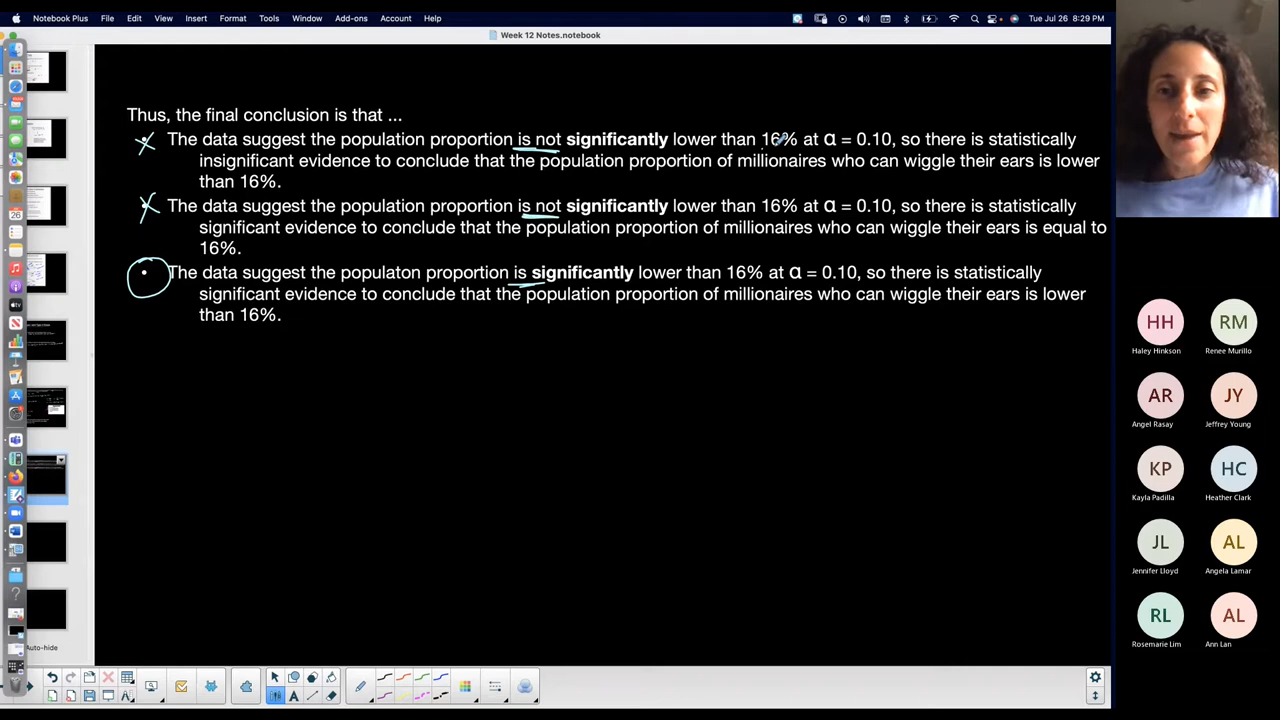 Notebook Plus File Edit View Insert Format Tools Window Add-ons Account Help
Tue Jul 26 8:29 PM
Week 12 Notes.notebook
Thus, the final conclusion is that ...
The data suggest the population proportion is not significantly lower than 16% at α = 0.10, so there is statistically
insignificant evidence to conclude that the population proportion of millionaires who can wiggle their ears is lower
than 16%.
The data suggest the population proportion is not significantly lower than 16% at α = 0.10, so there is statistically
significant evidence to conclude that the population proportion of millionaires who can wiggle their ears is equal to
16%.
The data suggest the populaton proportion is significantly lower than 16% at α = 0.10, so there is statistically
significant evidence to conclude that the population proportion of millionaires who can wiggle their ears is lower
than 16%.
HH RM
Haley Hinkson Renee Murillo
AR JY
Angel Rasay Jeffrey Young
KP HC
Kayla Padilla Heather Clark
JL AL
Jennifer Lloyd Angela Lamar
RL AL
Rosemarie Lim Ann Lan
26
tv
Auto-hide
A